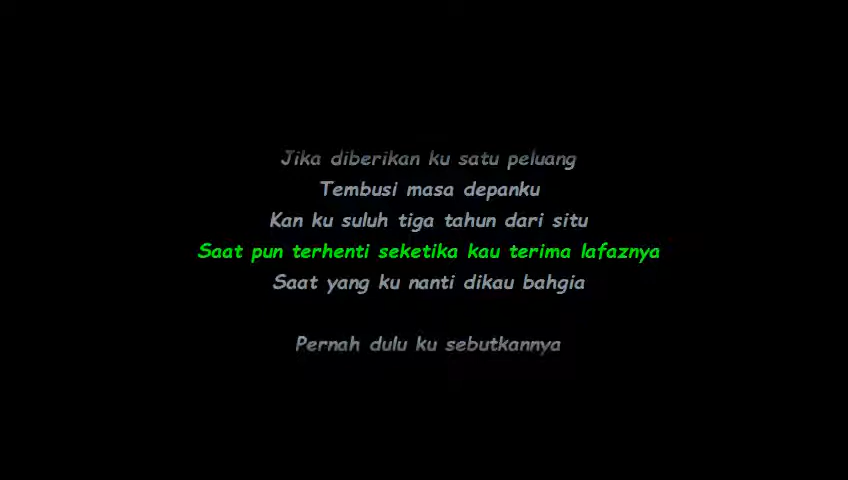 Jika diberikan ku satu peluang
Tembusi masa depanku
Kan ku suluh tiga tahun dari situ
Saat pun terhenti seketika kau terima lafaznya
Saat yang ku nanti dikau bahgia
Pernah dulu ku sebutkannya